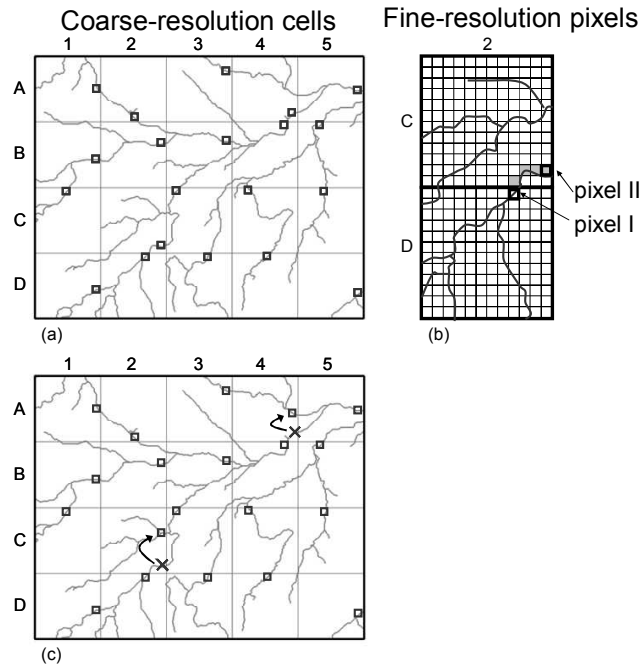 Coarse-resolution cells
Fine-resolution pixels
1 2 3 4 5
A
B
C
D
(a)
2
C
D
pixel II
pixel I
(b)
1 2 3 4 5
A
B
C
D
(c)